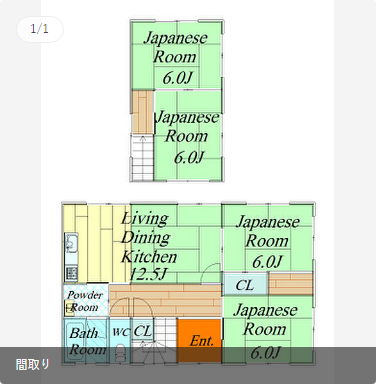 1/1
Japanese
Room
6.0J
Japanese
Room
6.0J
Living
Dining
Kitchen
12.5J
Japanese
Room
6.0J
CL
Powder
Room
Japanese
Room
6.0J
Bath
Room
WC
CL
Ent.
間取り